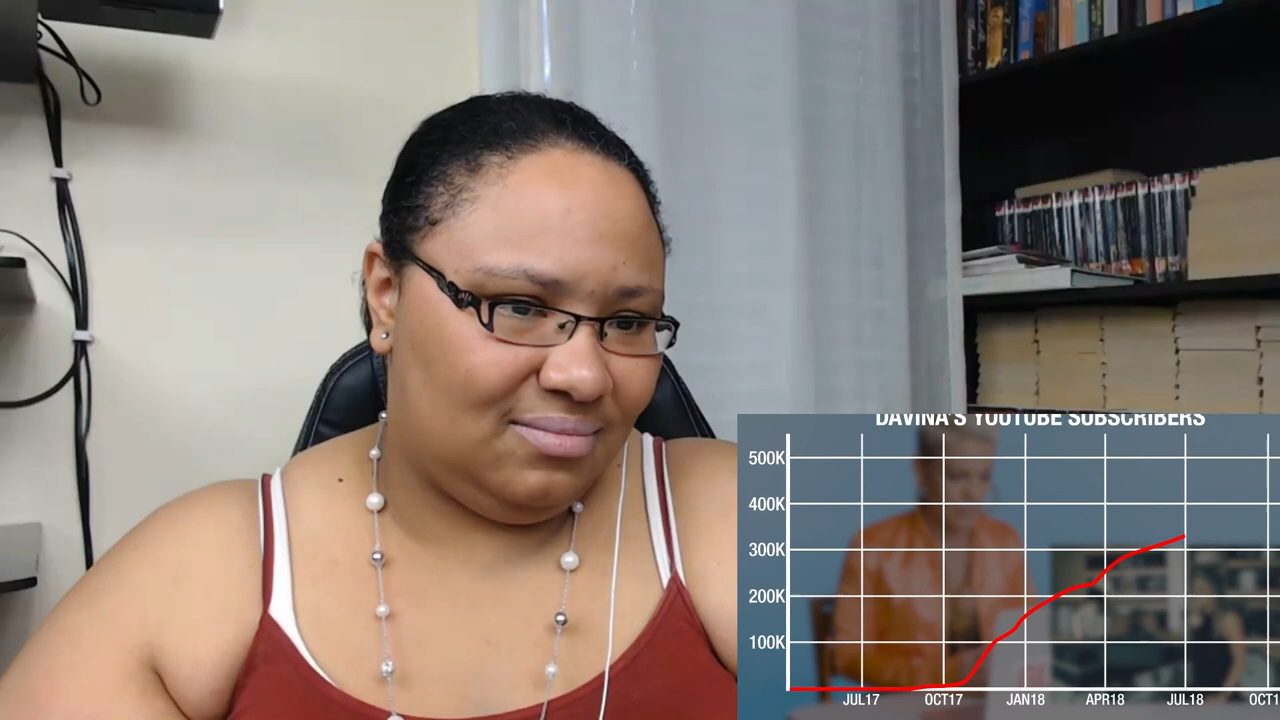 DAVINA'S YOUTUBE SUBSCRIBERS
500K
400K
300K
200K
100K
JUL17 OCT17 JAN18 APR18 JUL18